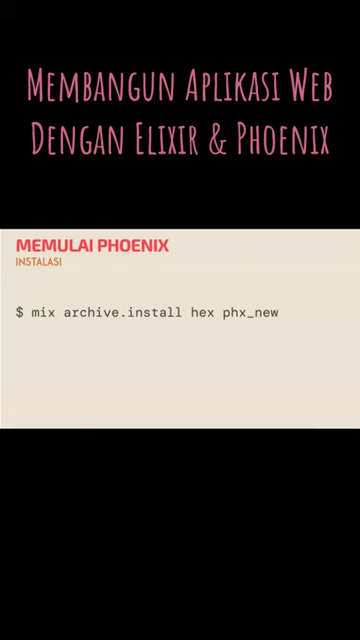 Membangun Aplikasi Web
Dengan Elixir & Phoenix
MEMULAI PHOENIX
INSTALASI
$ mix archive.install hex phx_new